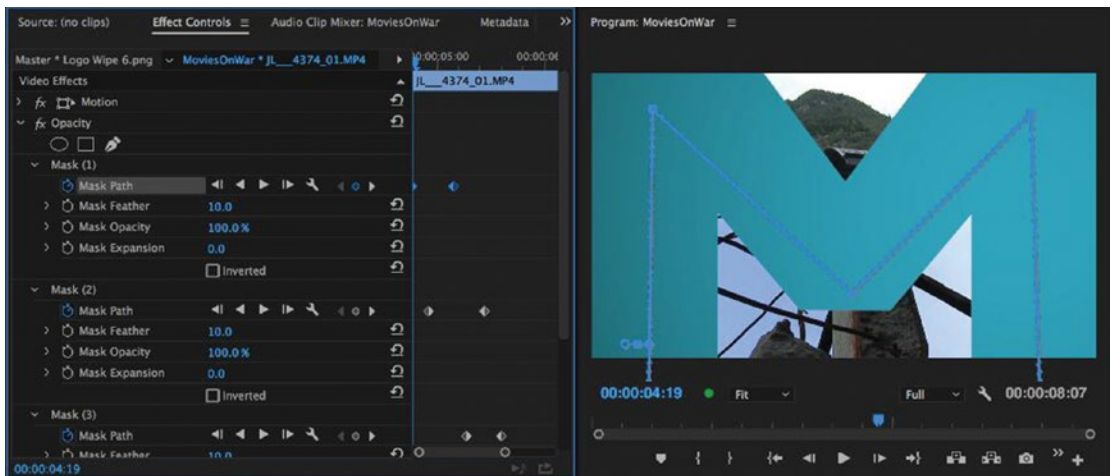 Source: (no clips)
Effect Controls
Audio Clip Mixer: MoviesOnWar
Metadata
Program: MoviesOnWar
Master * Logo Wipe 6.png
MoviesOnWar * JL__4374_01.MP4
00:00:05:00
Video Effects
JL__4374_01.MP4
fx Motion
fx Opacity
Mask (1)
Mask Path
Mask Feather 10.0
Mask Opacity 100.0%
Mask Expansion 0.0
Inverted
Mask (2)
Mask Path
Mask Feather 10.0
Mask Opacity 100.0%
Mask Expansion 0.0
Inverted
Mask (3)
Mask Path
Mask Feather 10.0
00:00:04:19
00:00:04:19 Fit Full 00:00:08:07